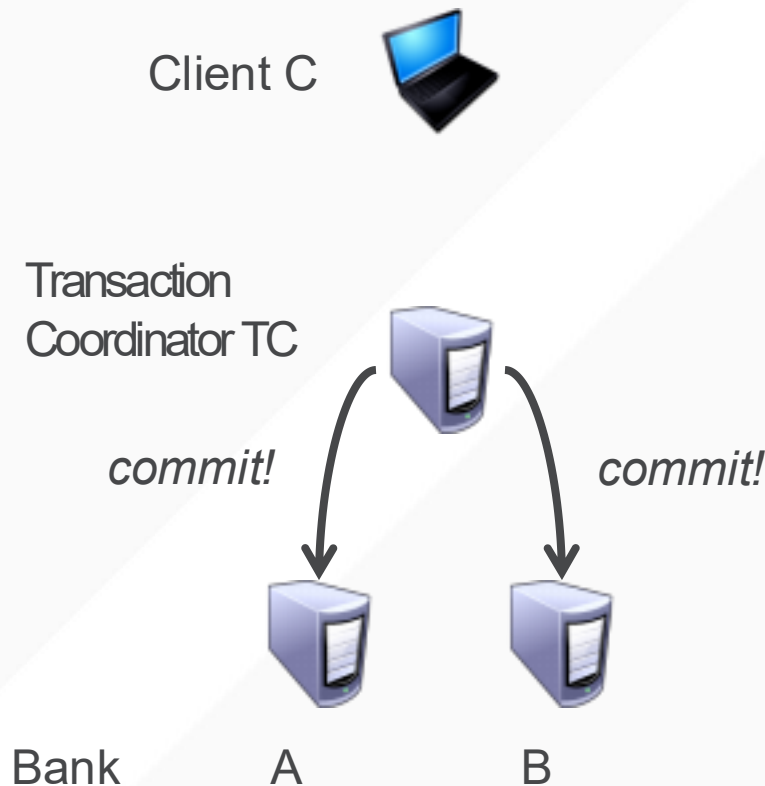 Client C
Transaction
Coordinator TC
commit! commit!
Bank A B